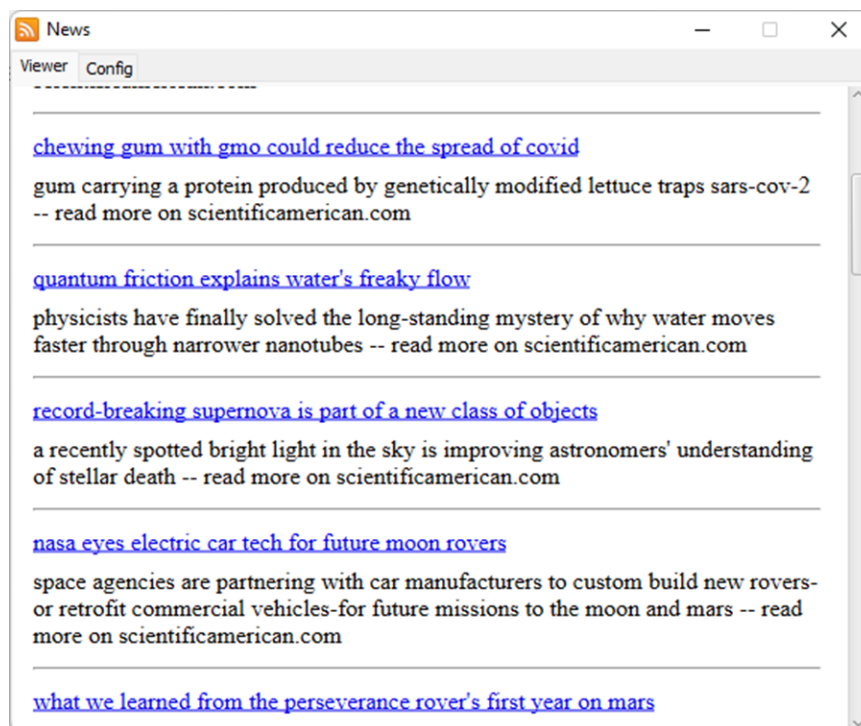 News
Viewer
Config
chewing gum with gmo could reduce the spread of covid
gum carrying a protein produced by genetically modified lettuce traps sars-cov-2
-- read more on scientificamerican.com
quantum friction explains water's freaky flow
physicists have finally solved the long-standing mystery of why water moves
faster through narrower nanotubes -- read more on scientificamerican.com
record-breaking supernova is part of a new class of objects
a recently spotted bright light in the sky is improving astronomers' understanding
of stellar death -- read more on scientificamerican.com
nasa eyes electric car tech for future moon rovers
space agencies are partnering with car manufacturers to custom build new rovers-
or retrofit commercial vehicles-for future missions to the moon and mars -- read
more on scientificamerican.com
what we learned from the perseverance rover's first year on mars